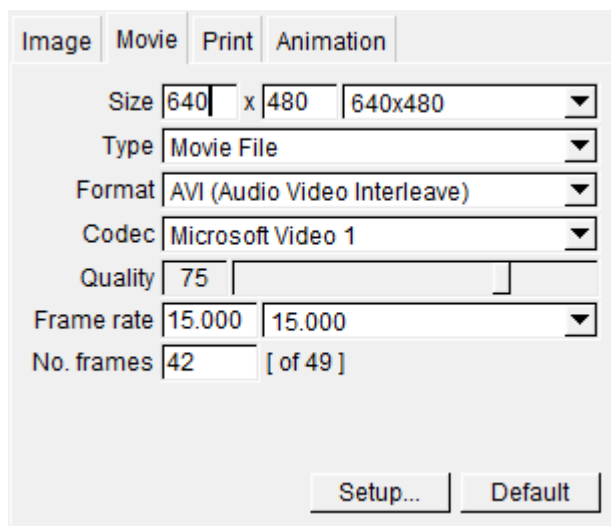 Image Movie Print Animation
Size 640 x 480 640x480
Type Movie File
Format AVI (Audio Video Interleave)
Codec Microsoft Video 1
Quality 75
Frame rate 15.000 15.000
No. frames 42 [ of 49 ]
Setup... Default